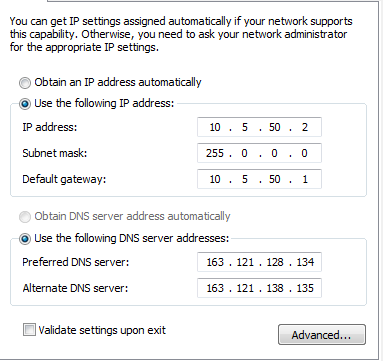 You can get IP settings assigned automatically if your network supports
this capability. Otherwise, you need to ask your network administrator
for the appropriate IP settings.
Obtain an IP address automatically
Use the following IP address:
IP address: 10 . 5 . 50 . 2
Subnet mask: 255 . 0 . 0 . 0
Default gateway: 10 . 5 . 50 . 1
Obtain DNS server address automatically
Use the following DNS server addresses:
Preferred DNS server: 163 . 121 . 128 . 134
Alternate DNS server: 163 . 121 . 138 . 135
Validate settings upon exit
Advanced...